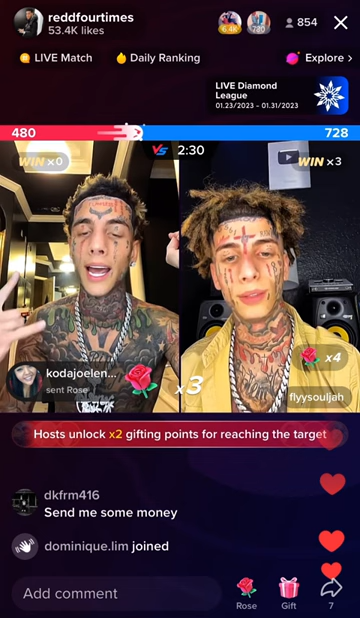 reddfourtimes
53.4K likes
6.4K
780
854
LIVE Match
Daily Ranking
Explore >
LIVE Diamond
League
01.23/2023 - 01.31/2023
480
728
VS 2:30
WIN x0
WIN x3
kodajoelen...
sent Rose
x3
x4
flyysouljah
Hosts unlock x2 gifting points for reaching the target
dkfrm416
Send me some money
dominique.lim joined
Add comment
Rose
Gift
7